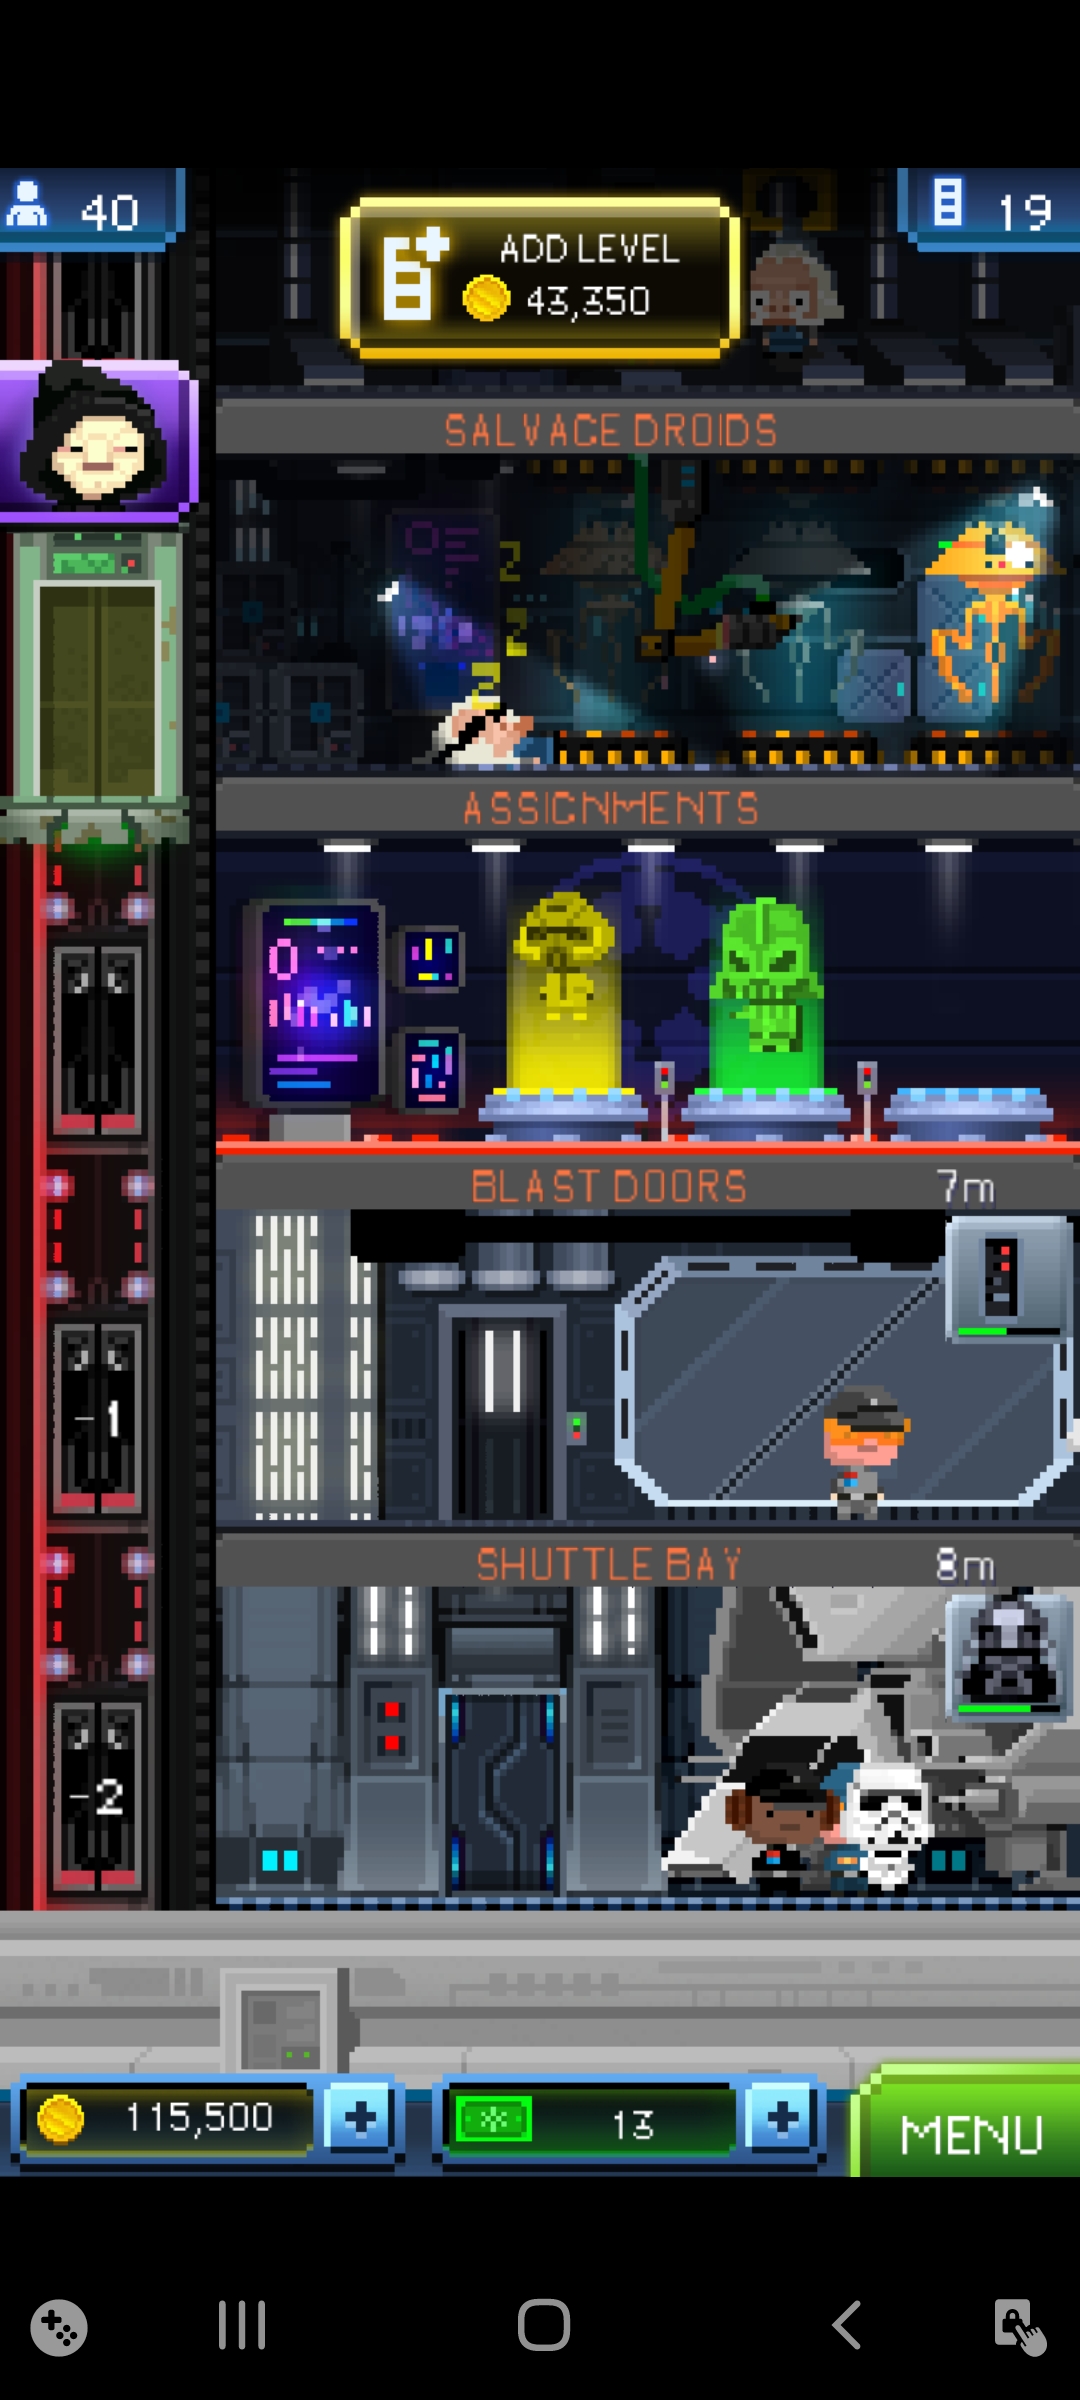 40
ADD LEVEL
43,350
19
SALVAGE DROIDS
ASSIGNMENTS
BLAST DOORS 7m
-1
SHUTTLE BAY 8m
-2
115,500
13
MENU